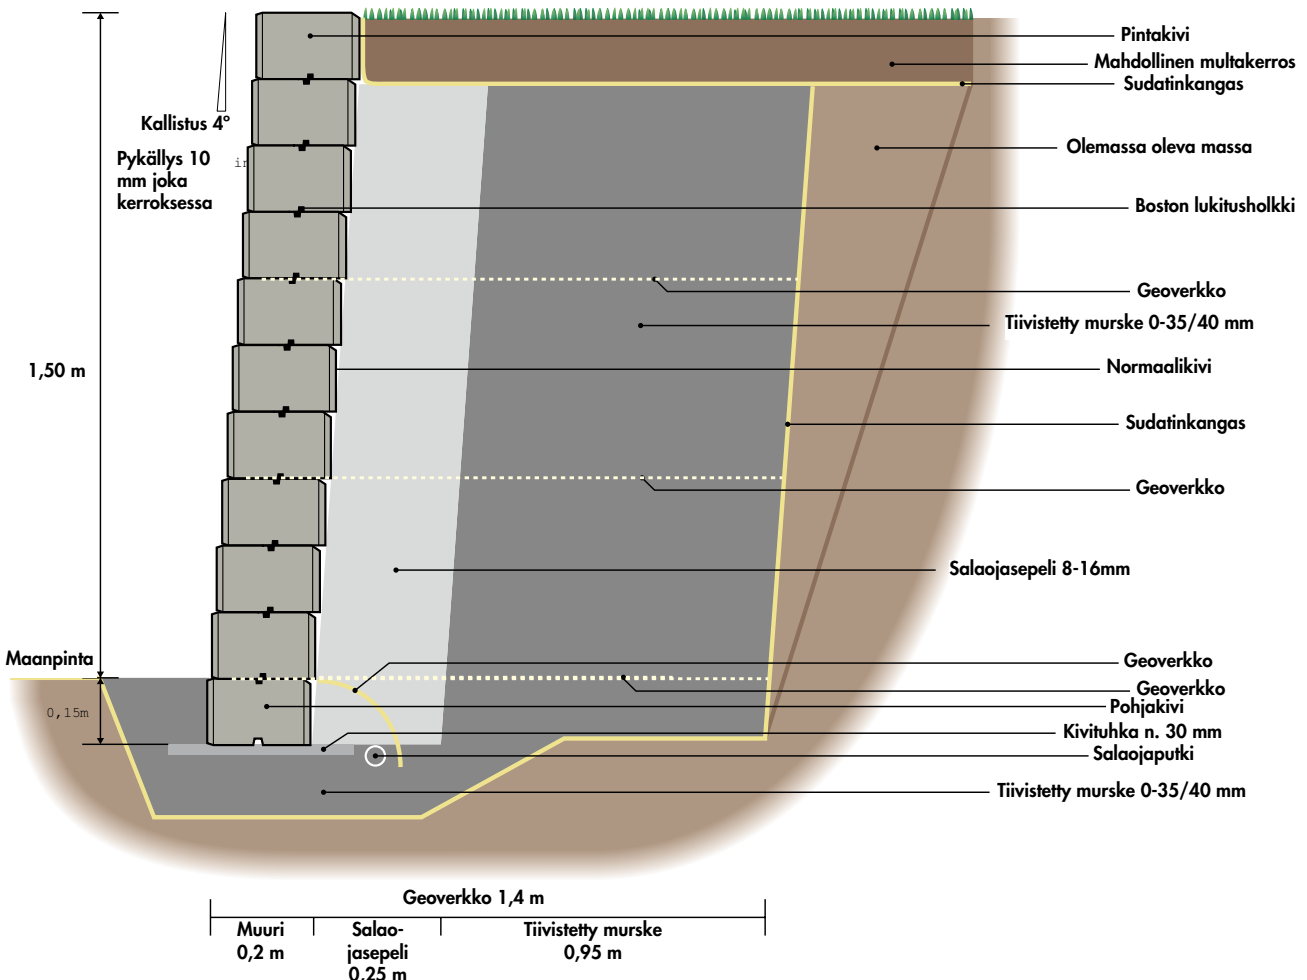 Pintakivi
Mahdollinen multakerros
Sudatinkangas
Kallistus 4°
Pykällys 10
mm joka
kerroksessa
Olemassa oleva massa
Boston lukitusholkki
Geoverkko
Tiivistetty murske 0-35/40 mm
1,50 m
Normaalikivi
Sudatinkangas
Geoverkko
Salaojasepeli 8-16mm
Maanpinta
Geoverkko
Geoverkko
0,15m
Pohjakivi
Kivituhka n. 30 mm
Salaojaputki
Tiivistetty murske 0-35/40 mm
Geoverkko 1,4 m
Muuri
0,2 m
Salao-
jasepeli
0,25 m
Tiivistetty murske
0,95 m